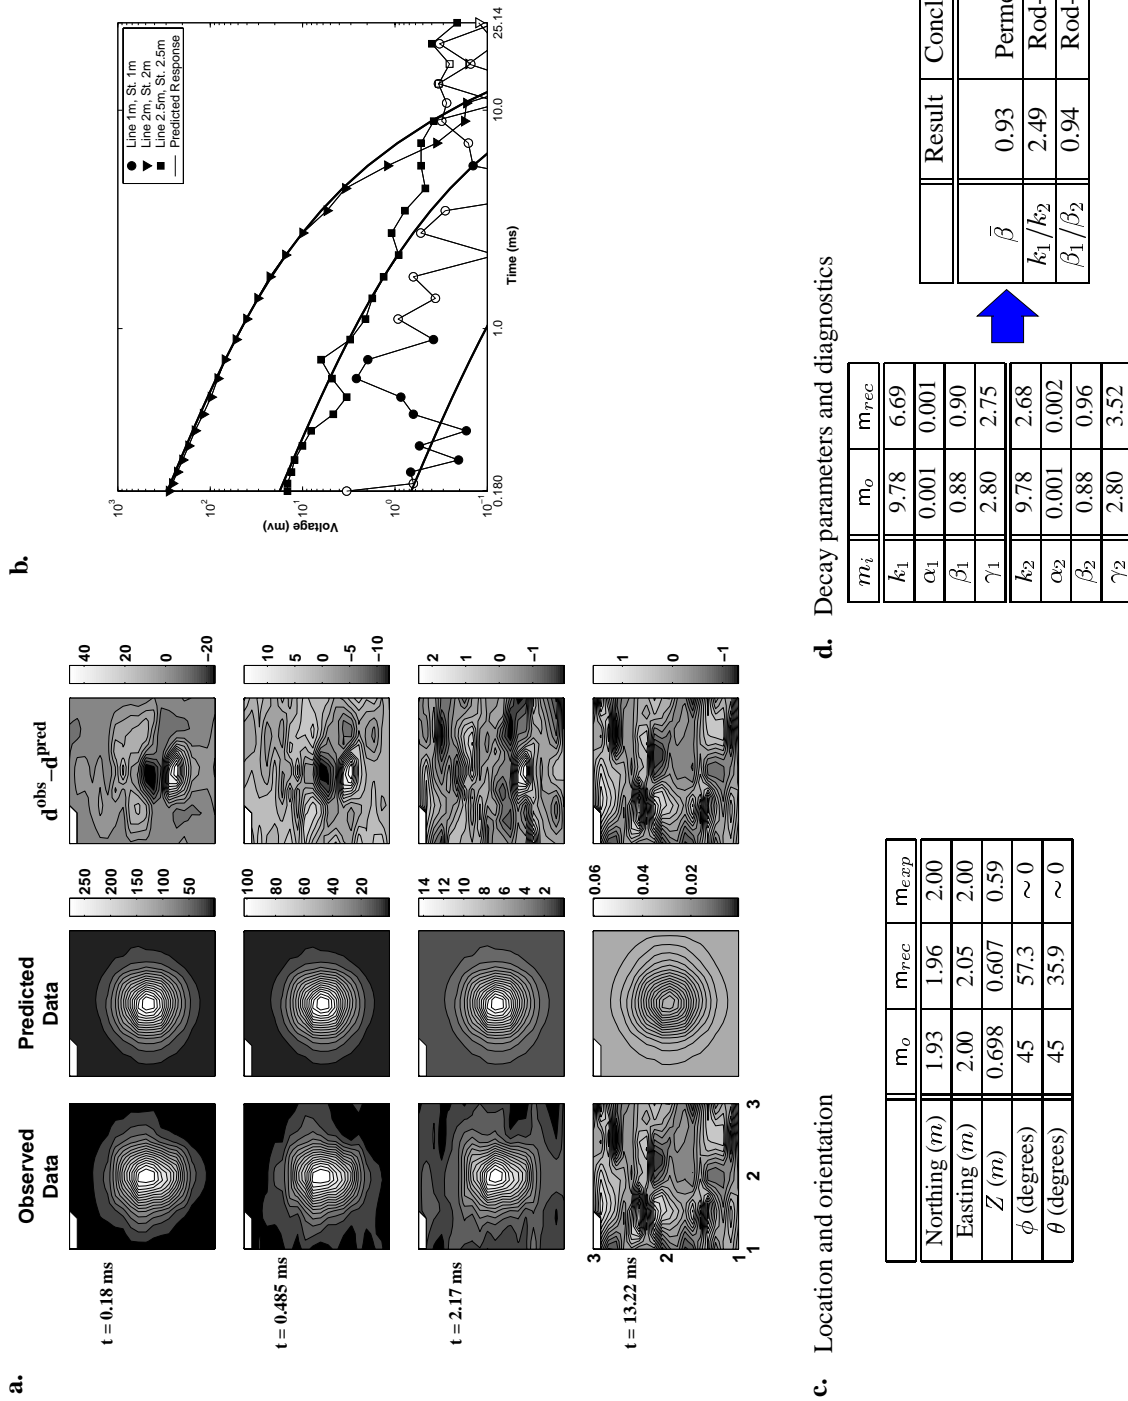 a.
Observed
Data
Predicted
Data
d^obs – d^pred
t = 0.18 ms
250
200
150
100
50
40
20
0
−20
t = 0.485 ms
100
80
60
40
20
10
5
0
−5
−10
t = 2.17 ms
14
12
10
8
6
4
2
2
1
0
−1
t = 13.22 ms
3
2
1
1
2
3
0.06
0.04
0.02
1
0
−1
b.
Line 1m, St. 1m
Line 2m, St. 2m
Line 2.5m, St. 2.5m
Predicted Response
Voltage (mv)
10^3
10^2
10^1
10^0
10^−1
0.180
1.0
10.0
25.14
Time (ms)
c. Location and orientation
m_o m_rec m_exp
Northing (m) 1.93 1.96 2.00
Easting (m) 2.00 2.05 2.00
Z (m) 0.698 0.607 0.59
ϕ (degrees) 45 57.3 ∼ 0
θ (degrees) 45 35.9 ∼ 0
d. Decay parameters and diagnostics
m_i m_o m_rec
k_1 9.78 6.69
α_1 0.001 0.001
β_1 0.88 0.90
γ_1 2.80 2.75
k_2 9.78 2.68
α_2 0.001 0.002
β_2 0.88 0.96
γ_2 2.80 3.52
Result Concl
β̄ 0.93 Perme
k_1/k_2 2.49 Rod-
β_1/β_2 0.94 Rod-